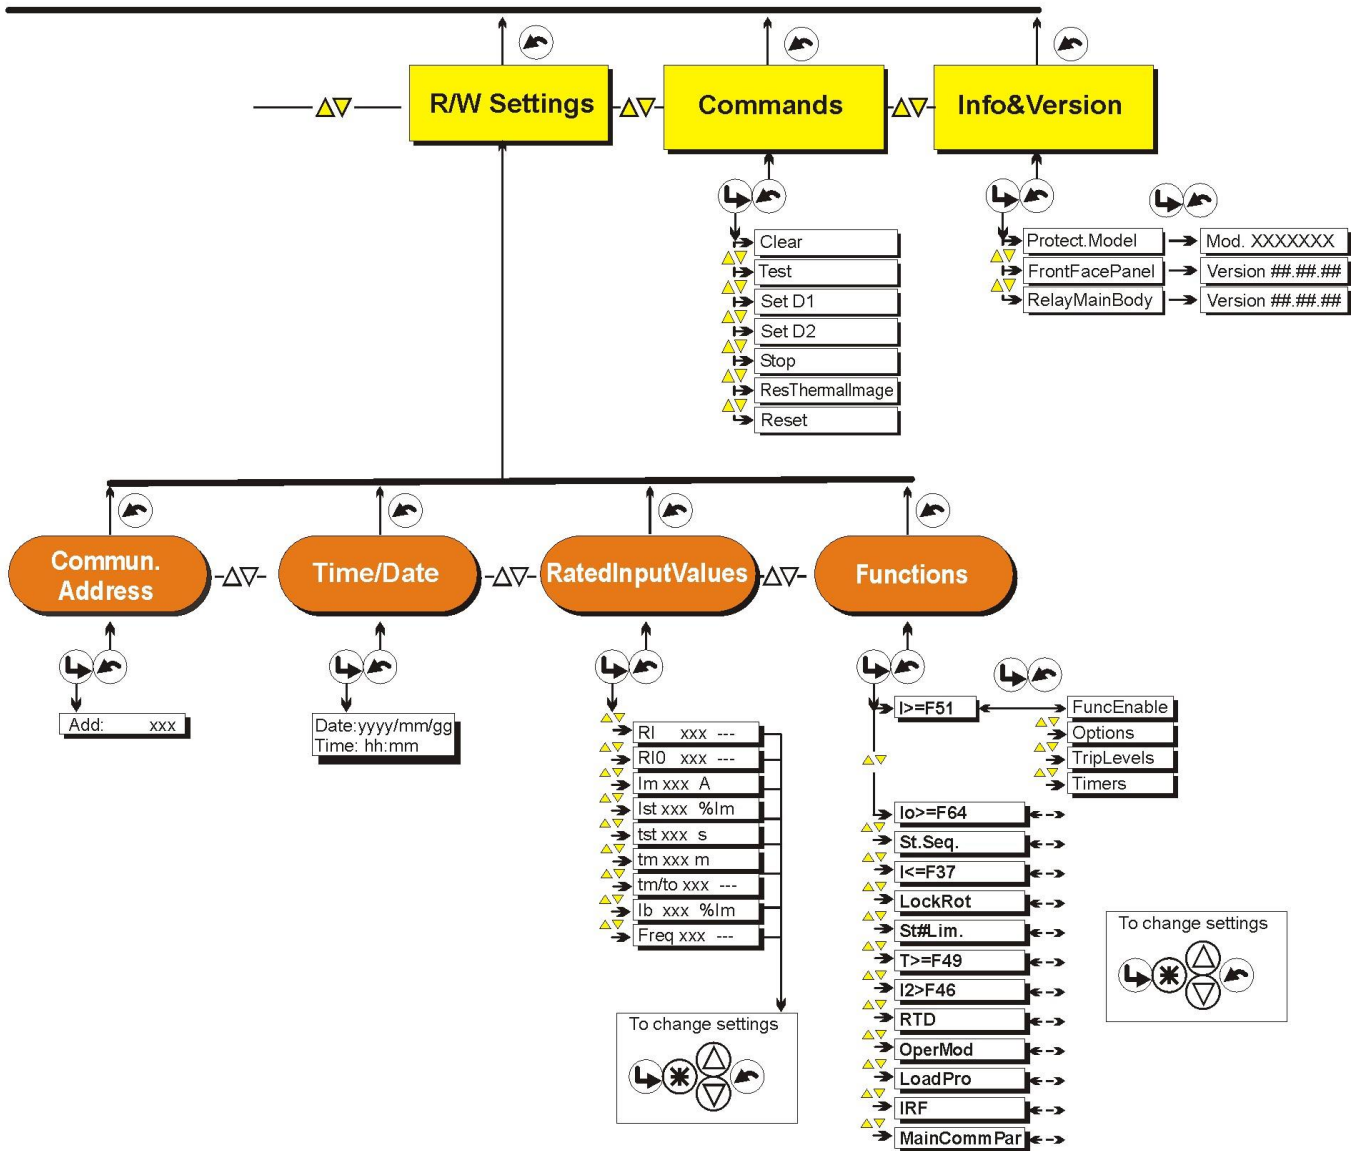 R/W Settings
Commands
Info&Version
Clear
Test
Set D1
Set D2
Stop
ResThermalImage
Reset
Protect.Model
Mod. XXXXXXX
FrontFacePanel
Version ##.##.##
RelayMainBody
Version ##.##.##
Commun.
Address
Time/Date
RatedInputValues
Functions
Add: xxx
Date:yyyy/mm/gg
Time: hh:mm
RI xxx ---
RI0 xxx ---
Im xxx A
Ist xxx %Im
tst xxx s
tm xxx m
tm/to xxx ---
Ib xxx %Im
Freq xxx ---
To change settings
I>=F51
FuncEnable
Options
TripLevels
Timers
Io>=F64
St.Seq.
I<=F37
LockRot
St#Lim.
T>=F49
I2>F46
RTD
OperMod
LoadPro
IRF
MainCommPar
To change settings